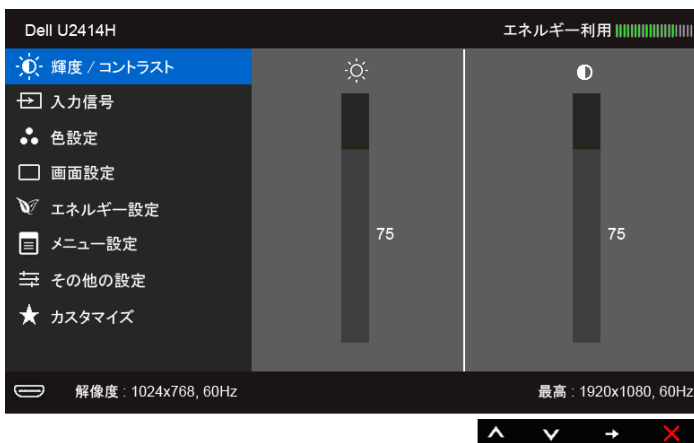 Dell U2414H
エネルギー利用
輝度 / コントラスト
入力信号
色設定
画面設定
エネルギー設定
メニュー設定
その他の設定
カスタマイズ
75
75
解像度 : 1024x768, 60Hz
最高 : 1920x1080, 60Hz